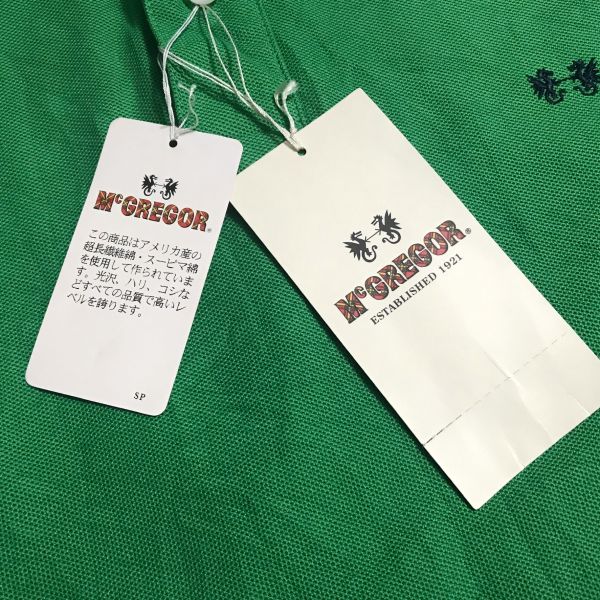 McGREGOR®
この商品はアメリカ産の
超長繊維綿・スーピマ綿
を使用して作られていま
す。光沢、ハリ、コシな
どすべての品質で高いレ
ベルを誇ります。
SP
McGREGOR®
ESTABLISHED 1921